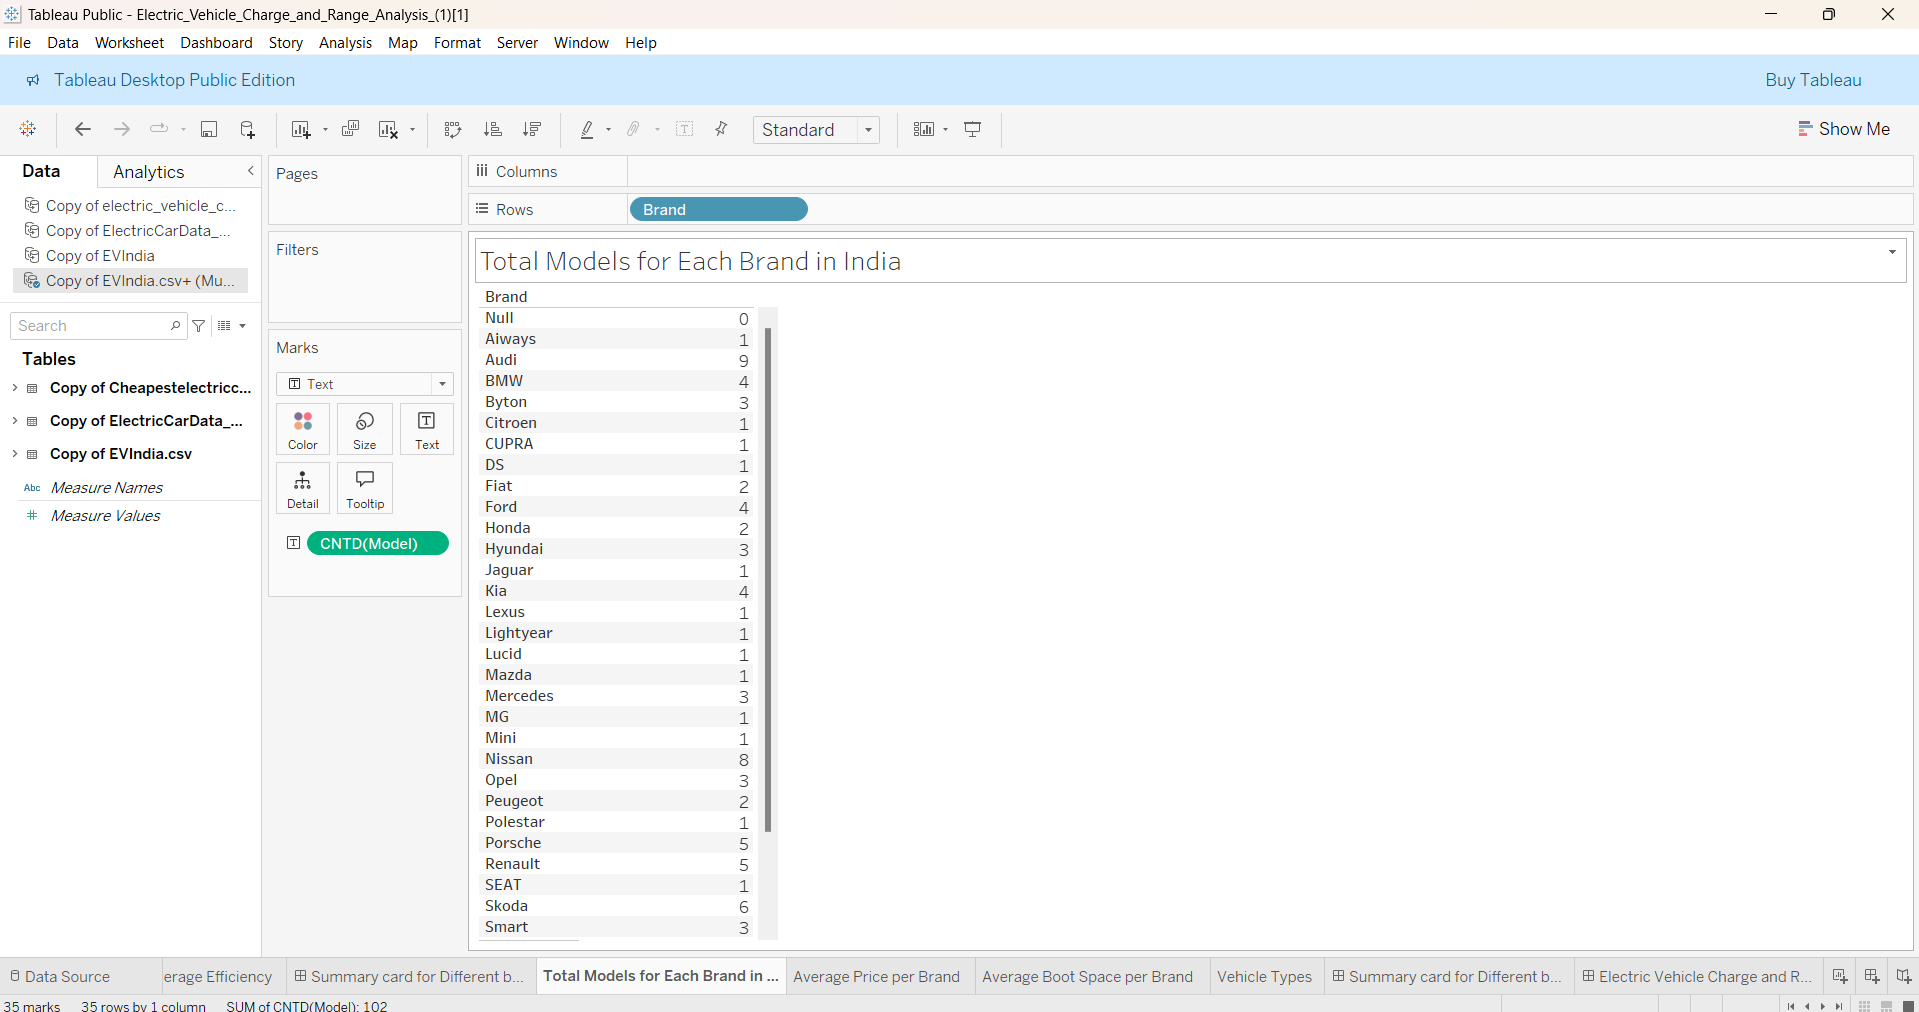 Tableau Public - Electric_Vehicle_Charge_and_Range_Analysis_(1)[1]
File Data Worksheet Dashboard Story Analysis Map Format Server Window Help
Tableau Desktop Public Edition
Buy Tableau
Standard
Show Me
Data
Analytics
Copy of electric_vehicle_c...
Copy of ElectricCarData_...
Copy of EVIndia
Copy of EVIndia.csv+ (Mu...
Search
Tables
Copy of Cheapestelectricc...
Copy of ElectricCarData_...
Copy of EVIndia.csv
Abc Measure Names
# Measure Values
Pages
Filters
Marks
Text
Color Size Text
Detail Tooltip
CNTD(Model)
Columns
Rows Brand
Total Models for Each Brand in India
Brand
Null 0
Aiways 1
Audi 9
BMW 4
Byton 3
Citroen 1
CUPRA 1
DS 1
Fiat 2
Ford 4
Honda 2
Hyundai 3
Jaguar 1
Kia 4
Lexus 1
Lightyear 1
Lucid 1
Mazda 1
Mercedes 3
MG 1
Mini 1
Nissan 8
Opel 3
Peugeot 2
Polestar 1
Porsche 5
Renault 5
SEAT 1
Skoda 6
Smart 3
Data Source erage Efficiency Summary card for Different b... Total Models for Each Brand in ... Average Price per Brand Average Boot Space per Brand Vehicle Types Summary card for Different b... Electric Vehicle Charge and R...
35 marks 35 rows by 1 column SUM of CNTD(Model): 102